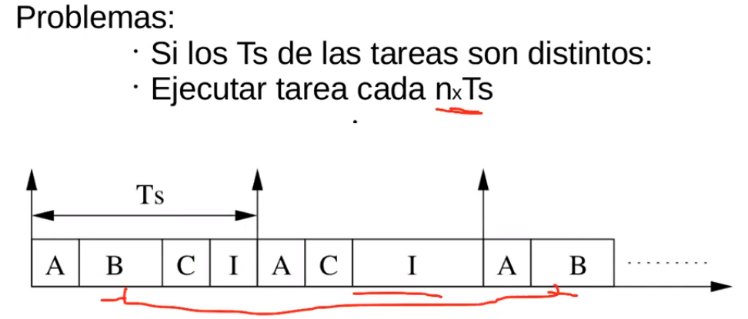 Problemas:
· Si los Ts de las tareas son distintos:
· Ejecutar tarea cada nxTs
Ts
A B C I A C I A B ........